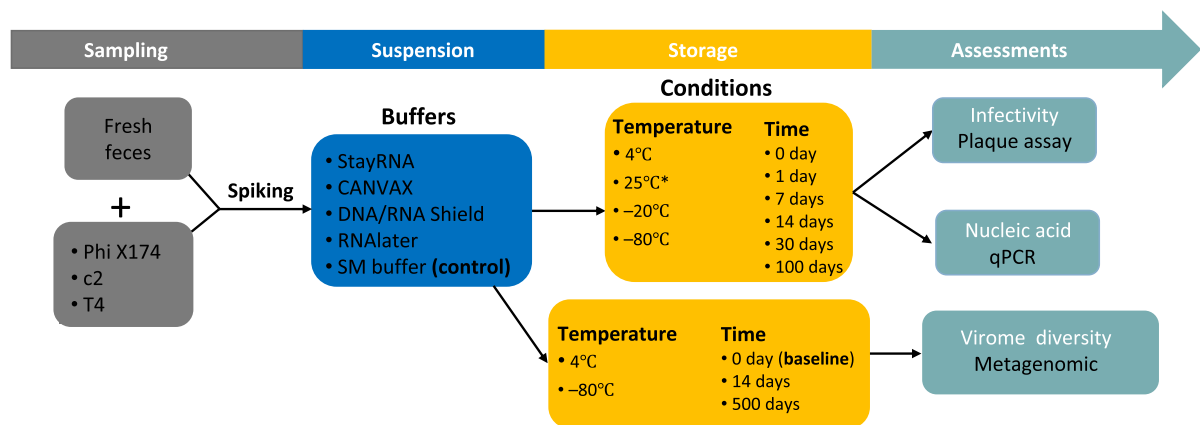 Sampling
Suspension
Storage
Assessments
Fresh
feces
+
• Phi X174
• c2
• T4
Spiking
Buffers
• StayRNA
• CANVAX
• DNA/RNA Shield
• RNAlater
• SM buffer (control)
Conditions
Temperature
• 4℃
• 25℃*
• –20℃
• –80℃
Time
• 0 day
• 1 day
• 7 days
• 14 days
• 30 days
• 100 days
Temperature
• 4℃
• –80℃
Time
• 0 day (baseline)
• 14 days
• 500 days
Infectivity
Plaque assay
Nucleic acid
qPCR
Virome diversity
Metagenomic